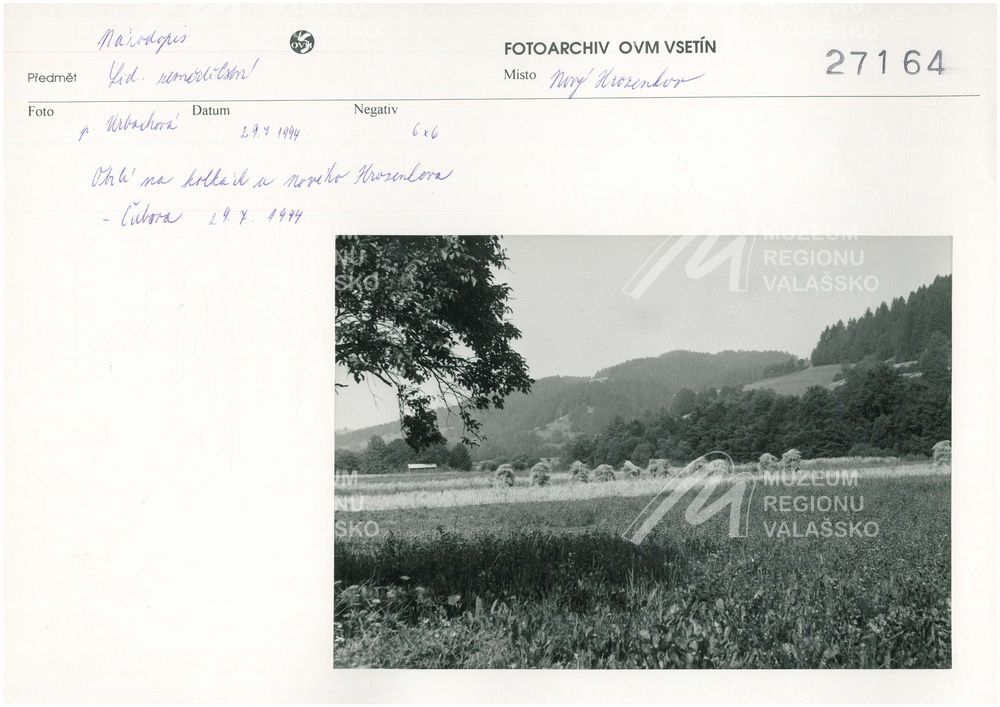 Národopis
OVM
FOTOARCHIV OVM VSETÍN
27164
Předmět Lid. zemědělství
Místo Nový Hrozenkov
Foto Datum Negativ
p. Urbachová 29.7.1994 6x6
Obilí na kolkách u nového Hrozenkova
- Čubova 29.7.1994
MUZEUM
REGIONU
VALAŠSKO
MUZEUM
REGIONU
VALAŠSKO